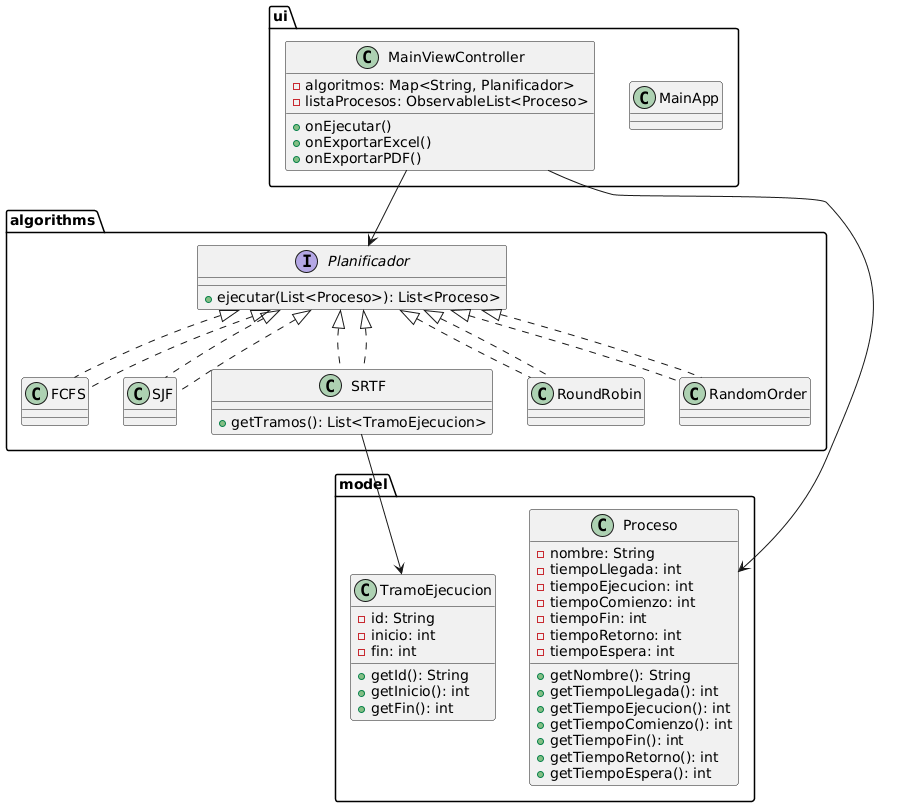 ui
C MainViewController
algoritmos: Map<String, Planificador>
listaProcesos: ObservableList<Proceso>
onEjecutar()
onExportarExcel()
onExportarPDF()
C MainApp
algorithms
I Planificador
ejecutar(List<Proceso>): List<Proceso>
C FCFS
C SJF
C SRTF
getTramos(): List<TramoEjecucion>
C RoundRobin
C RandomOrder
model
C TramoEjecucion
id: String
inicio: int
fin: int
getId(): String
getInicio(): int
getFin(): int
C Proceso
nombre: String
tiempoLlegada: int
tiempoEjecucion: int
tiempoComienzo: int
tiempoFin: int
tiempoRetorno: int
tiempoEspera: int
getNombre(): String
getTiempoLlegada(): int
getTiempoEjecucion(): int
getTiempoComienzo(): int
getTiempoFin(): int
getTiempoRetorno(): int
getTiempoEspera(): int